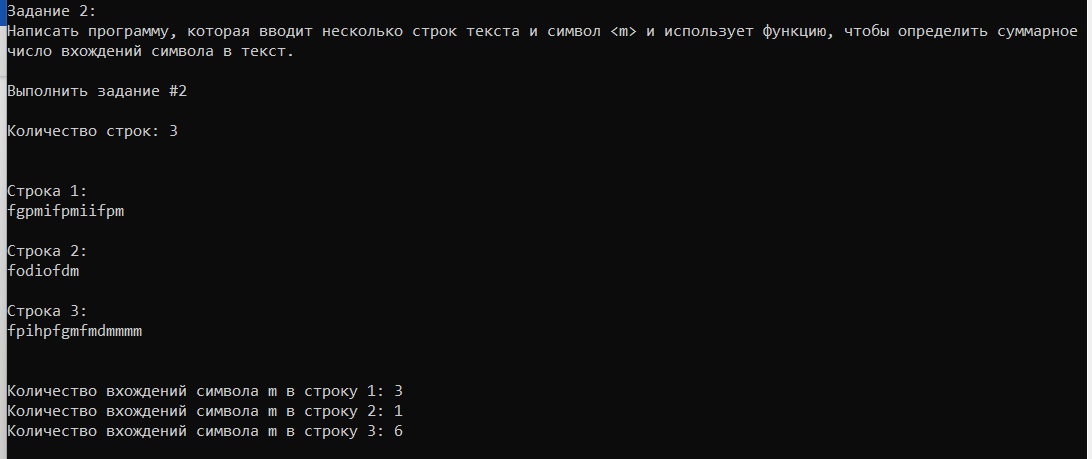 Задание 2:
Написать программу, которая вводит несколько строк текста и символ <m> и использует функцию, чтобы определить суммарное
число вхождений символа в текст.
Выполнить задание #2
Количество строк: 3
Строка 1:
fgpmifpmiifpm
Строка 2:
fodiofdm
Строка 3:
fpihpfgmfmdmmmm
Количество вхождений символа m в строку 1: 3
Количество вхождений символа m в строку 2: 1
Количество вхождений символа m в строку 3: 6